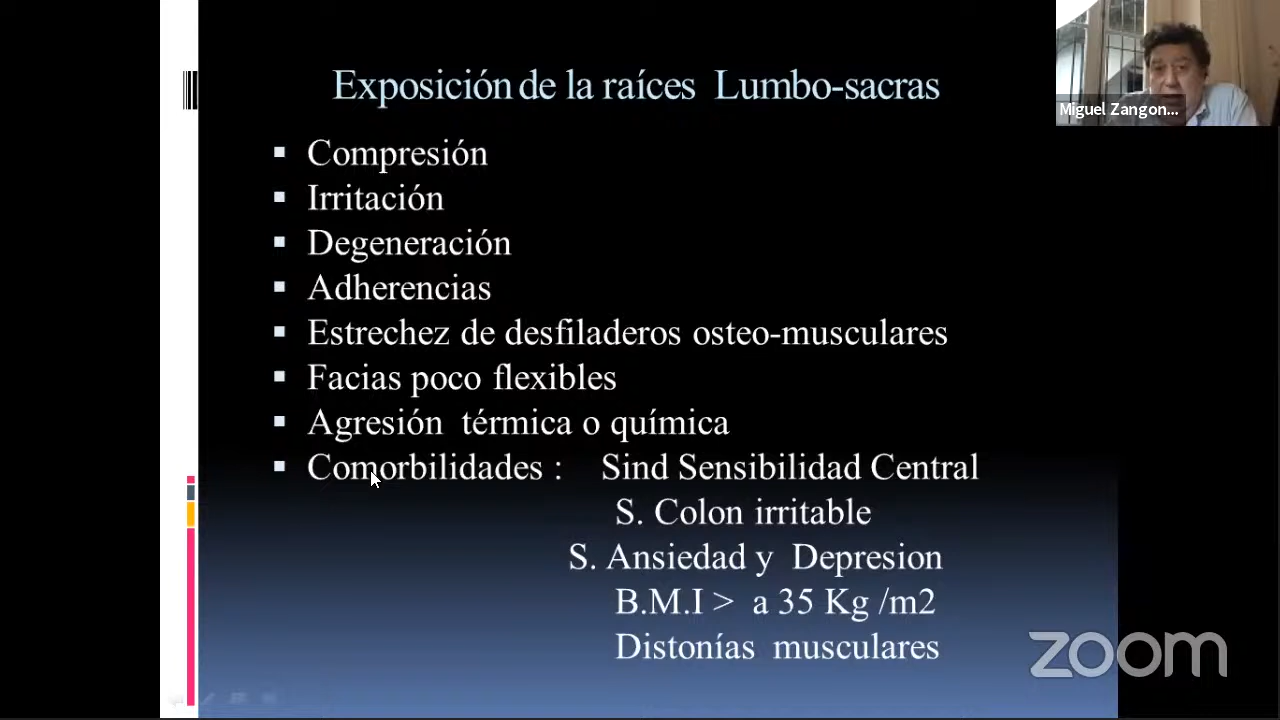 Exposición de la raíces Lumbo-sacras
Miguel Zangon...
Compresión
Irritación
Degeneración
Adherencias
Estrechez de desfiladeros osteo-musculares
Facias poco flexibles
Agresión térmica o química
Comorbilidades : Sind Sensibilidad Central
S. Colon irritable
S. Ansiedad y Depresion
B.M.I > a 35 Kg /m2
Distonías musculares
zoom